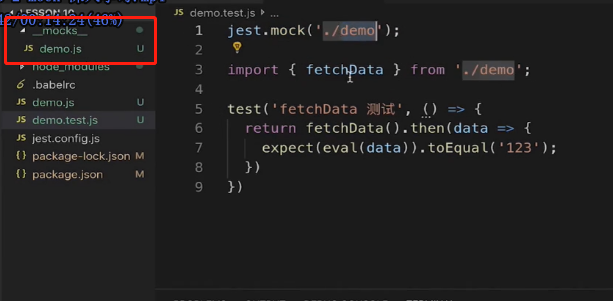 42/00:14:24(48%)
__mocks__
JS demo.js U
node_modules
.babelrc
JS demo.js U
JS demo.test.js U
JS jest.config.js
{} package-lock.json M
{} package.json M
JS demo.test.js > ...
1 jest.mock('./demo');
2
3 import { fetchData } from './demo';
4
5 test('fetchData 测试', () => {
6 return fetchData().then(data => {
7 expect(eval(data)).toEqual('123');
8 })
9 })